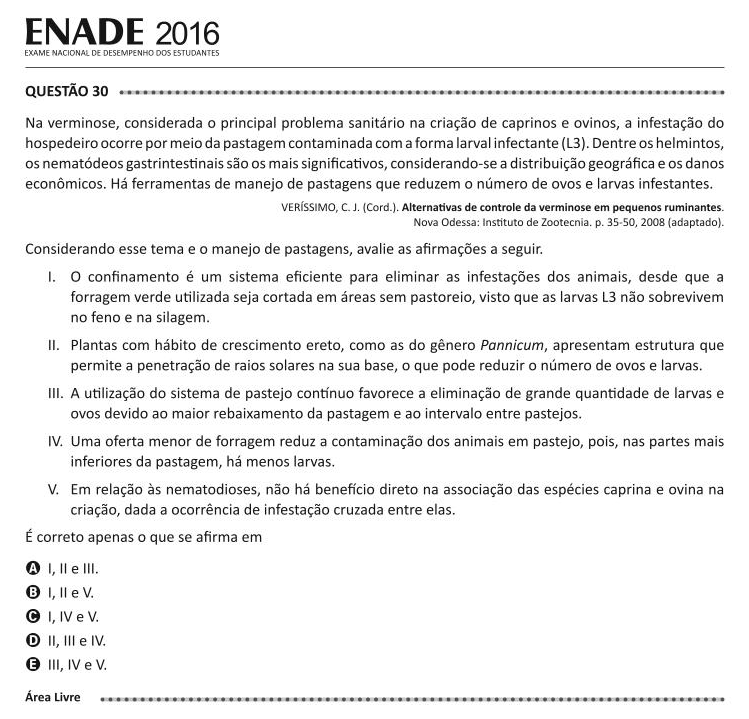 ENADE 2016
EXAME NACIONAL DE DESEMPENHO DOS ESTUDANTES
QUESTÃO 30
Na verminose, considerada o principal problema sanitário na criação de caprinos e ovinos, a infestação do
hospedeiro ocorre por meio da pastagem contaminada com a forma larval infectante (L3). Dentre os helmintos,
os nematódeos gastrintestinais são os mais significativos, considerando-se a distribuição geográfica e os danos
econômicos. Há ferramentas de manejo de pastagens que reduzem o número de ovos e larvas infestantes.
VERÍSSIMO, C. J. (Cord.). Alternativas de controle da verminose em pequenos ruminantes.
Nova Odessa: Instituto de Zootecnia. p. 35-50, 2008 (adaptado).
Considerando esse tema e o manejo de pastagens, avalie as afirmações a seguir.
I. O confinamento é um sistema eficiente para eliminar as infestações dos animais, desde que a
forragem verde utilizada seja cortada em áreas sem pastoreio, visto que as larvas L3 não sobrevivem
no feno e na silagem.
II. Plantas com hábito de crescimento ereto, como as do gênero Pannicum, apresentam estrutura que
permite a penetração de raios solares na sua base, o que pode reduzir o número de ovos e larvas.
III. A utilização do sistema de pastejo contínuo favorece a eliminação de grande quantidade de larvas e
ovos devido ao maior rebaixamento da pastagem e ao intervalo entre pastejos.
IV. Uma oferta menor de forragem reduz a contaminação dos animais em pastejo, pois, nas partes mais
inferiores da pastagem, há menos larvas.
V. Em relação às nematodioses, não há benefício direto na associação das espécies caprina e ovina na
criação, dada a ocorrência de infestação cruzada entre elas.
É correto apenas o que se afirma em
A I, II e III.
B I, II e V.
C I, IV e V.
D II, III e IV.
E III, IV e V.
Área Livre